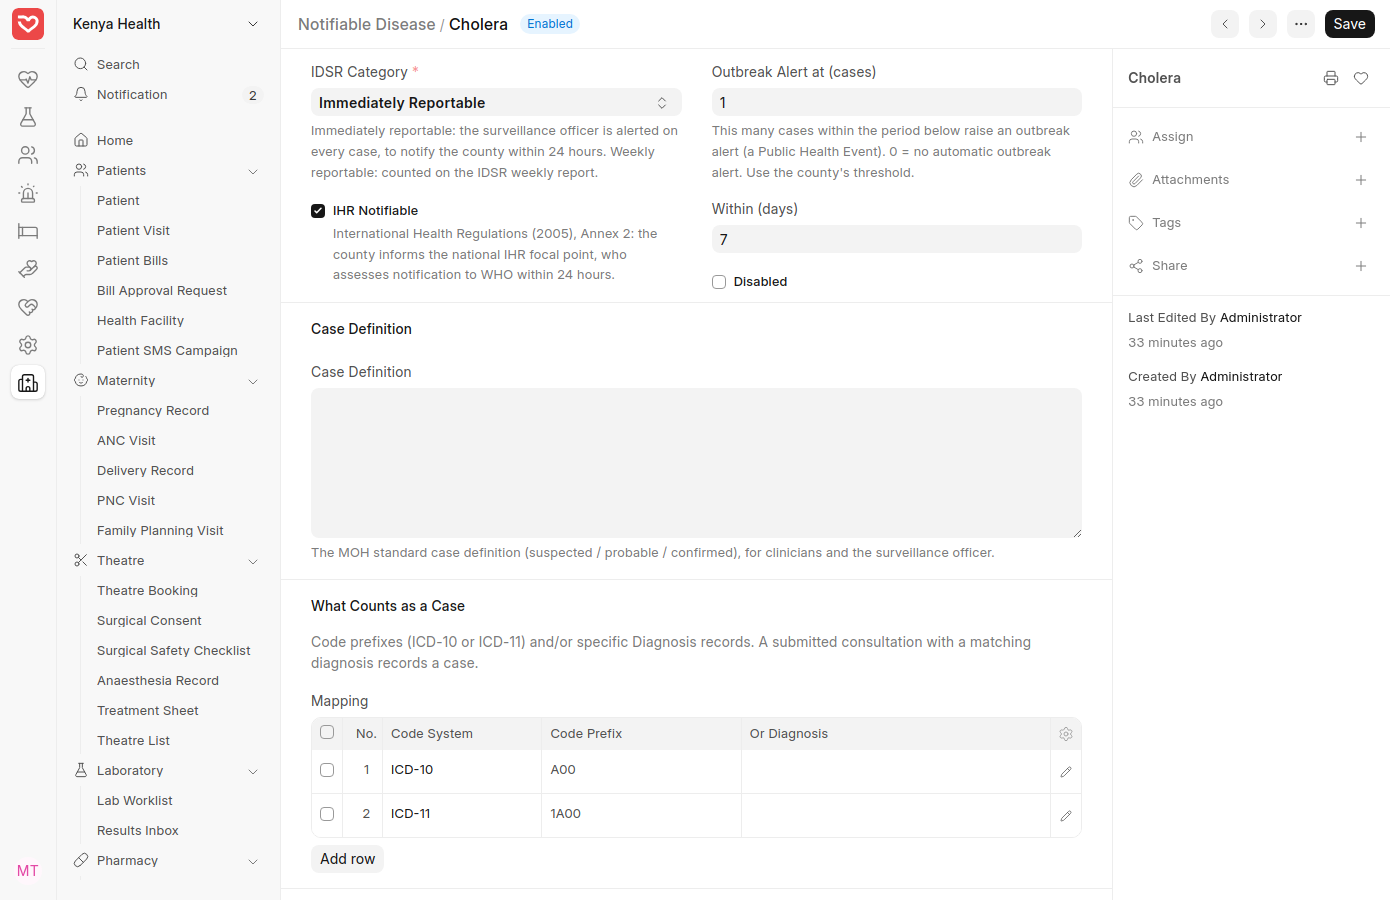 Kenya Health
Search
Notification 2
Home
Patients
Patient
Patient Visit
Patient Bills
Bill Approval Request
Health Facility
Patient SMS Campaign
Maternity
Pregnancy Record
ANC Visit
Delivery Record
PNC Visit
Family Planning Visit
Theatre
Theatre Booking
Surgical Consent
Surgical Safety Checklist
Anaesthesia Record
Treatment Sheet
Theatre List
Laboratory
Lab Worklist
Results Inbox
Pharmacy
MT
Notifiable Disease / Cholera Enabled
... Save
IDSR Category *
Immediately Reportable
Immediately reportable: the surveillance officer is alerted on
every case, to notify the county within 24 hours. Weekly
reportable: counted on the IDSR weekly report.
IHR Notifiable
International Health Regulations (2005), Annex 2: the
county informs the national IHR focal point, who
assesses notification to WHO within 24 hours.
Outbreak Alert at (cases)
1
This many cases within the period below raise an outbreak
alert (a Public Health Event). 0 = no automatic outbreak
alert. Use the county's threshold.
Within (days)
7
Disabled
Case Definition
Case Definition
The MOH standard case definition (suspected / probable / confirmed), for clinicians and the surveillance officer.
What Counts as a Case
Code prefixes (ICD-10 or ICD-11) and/or specific Diagnosis records. A submitted consultation with a matching
diagnosis records a case.
Mapping
No. Code System Code Prefix Or Diagnosis
1 ICD-10 A00
2 ICD-11 1A00
Add row
Cholera
Assign
Attachments
Tags
Share
Last Edited By Administrator
33 minutes ago
Created By Administrator
33 minutes ago